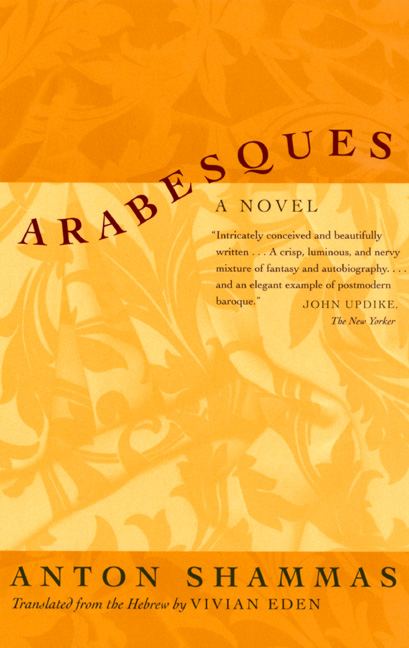 ARABESQUES
A NOVEL
"Intricately conceived and beautifully
written . . . A crisp, luminous, and nervy
mixture of fantasy and autobiography. . . .
and an elegant example of postmodern
baroque."
JOHN UPDIKE,
The New Yorker
ANTON SHAMMAS
Translated from the Hebrew by VIVIAN EDEN